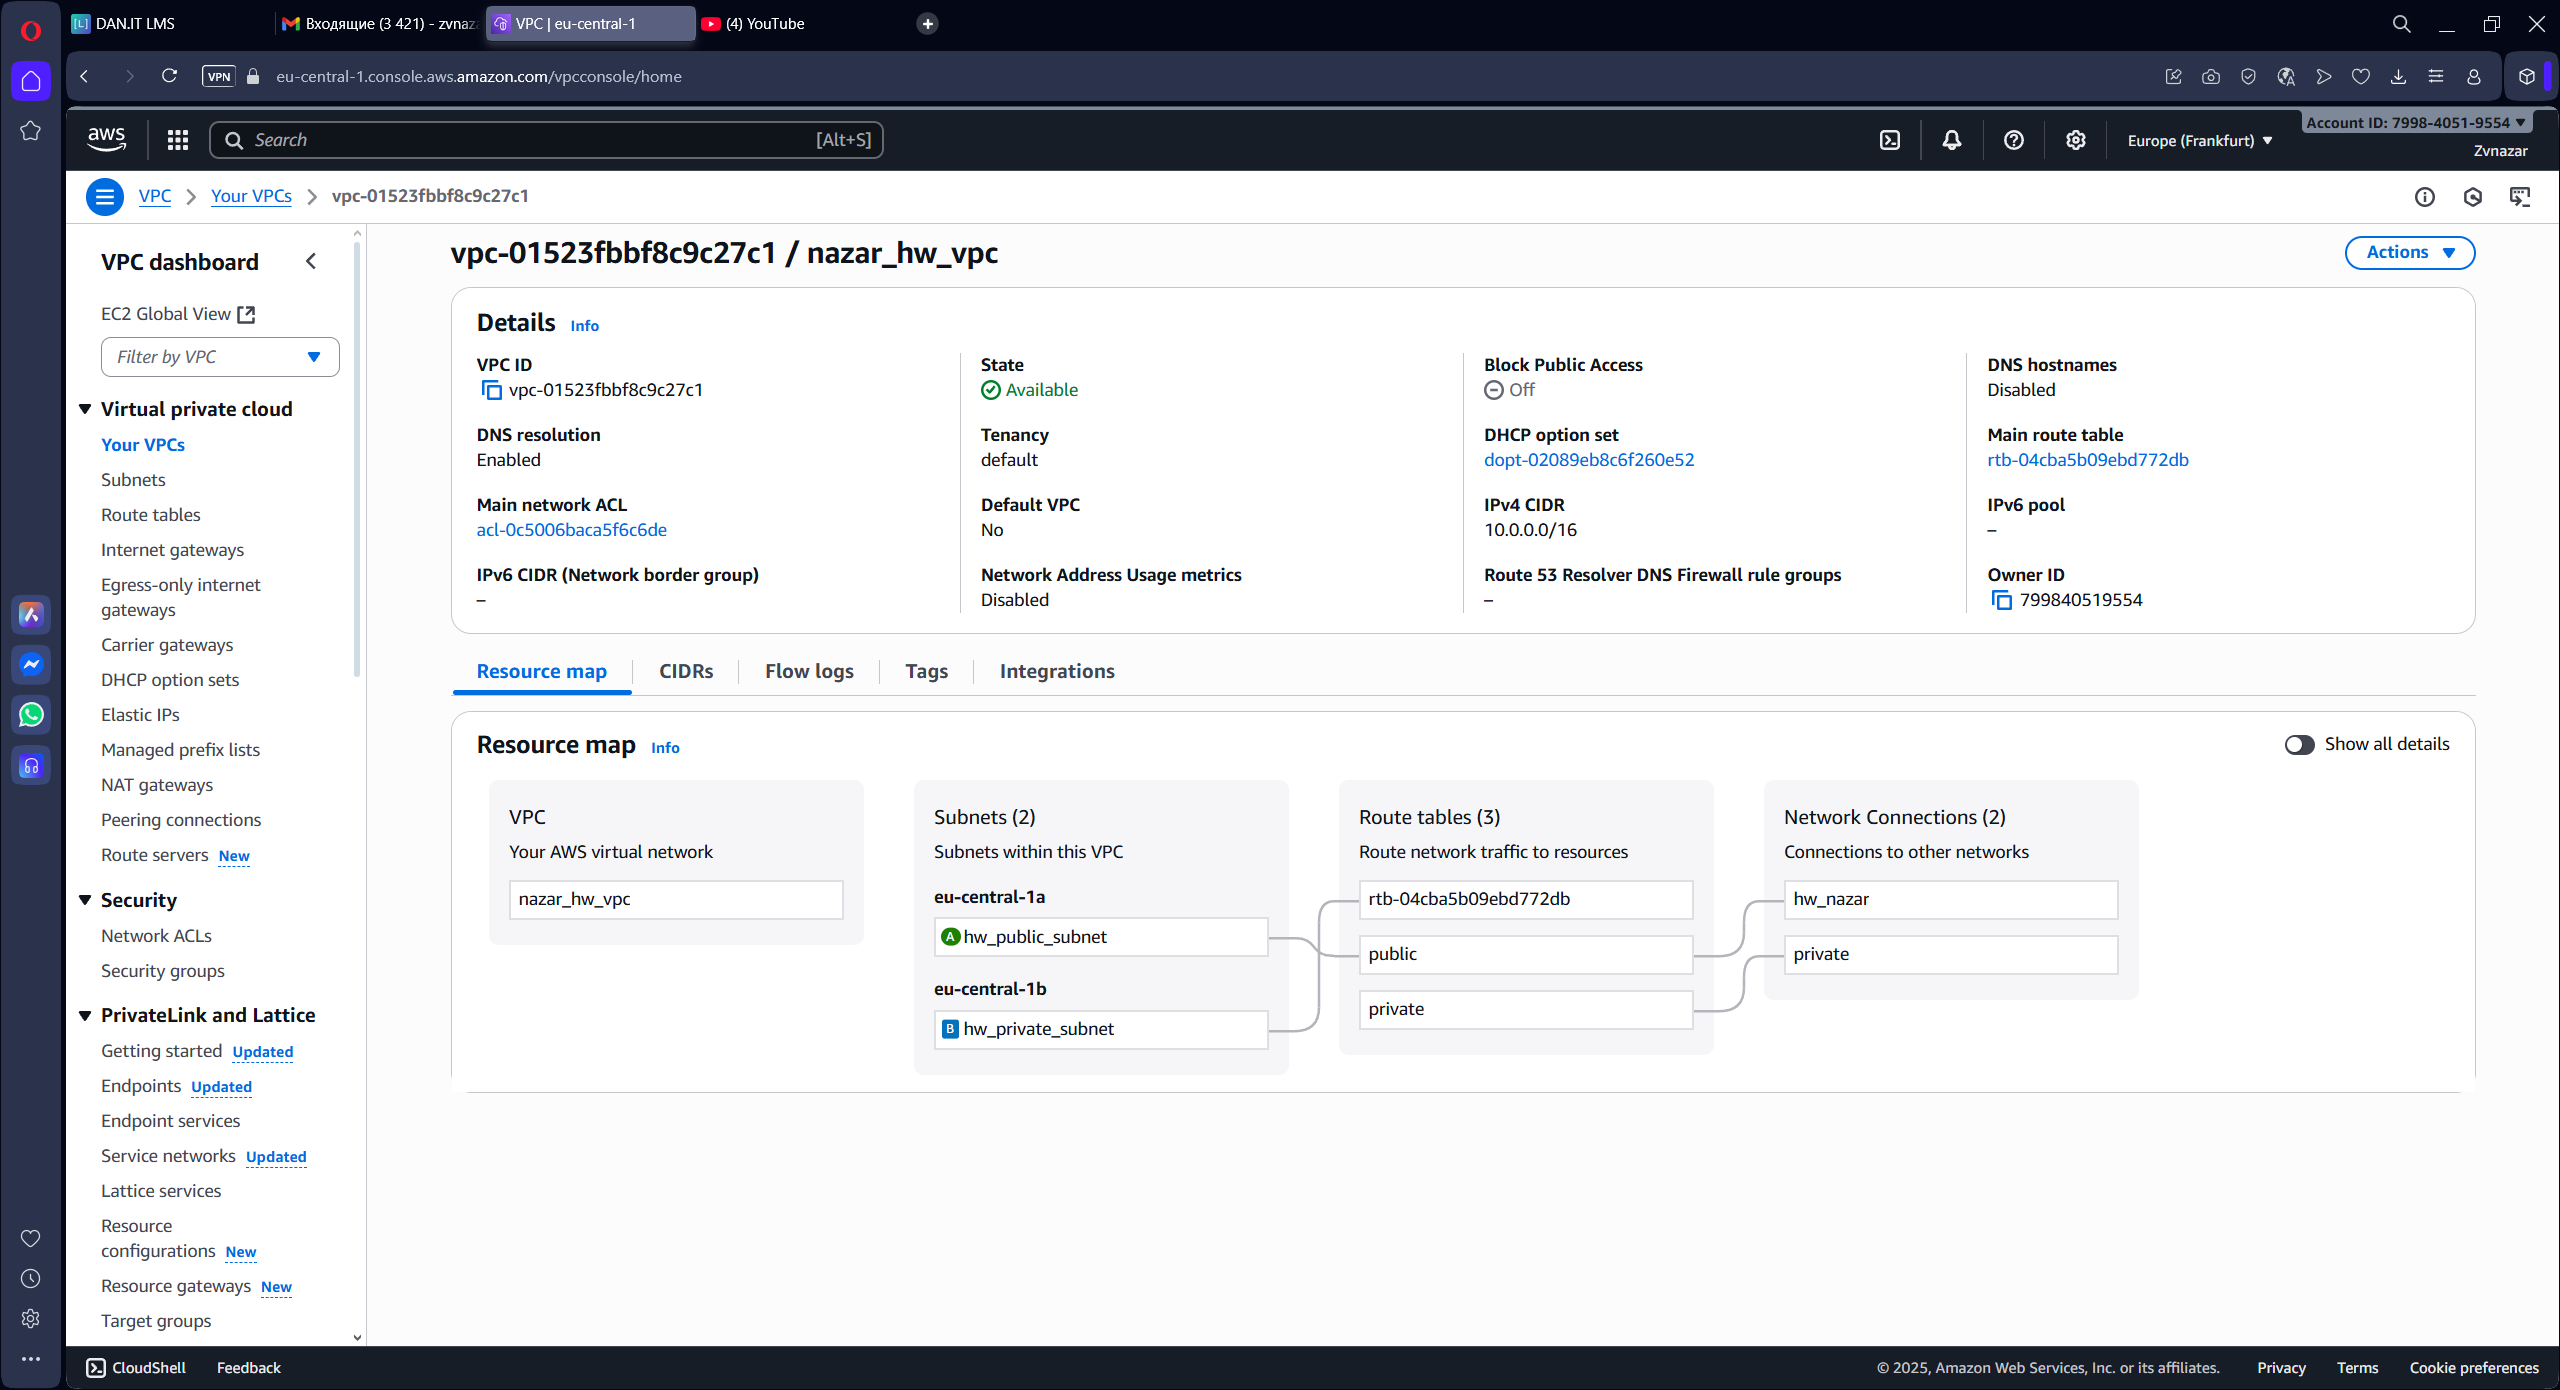 DAN.IT LMS
Входящие (3 421) - zvnaz
VPC | eu-central-1
(4) YouTube
VPN
eu-central-1.console.aws.amazon.com/vpcconsole/home
aws
Search
[Alt+S]
Europe (Frankfurt)
Account ID: 7998-4051-9554
Zvnazar
VPC
Your VPCs
vpc-01523fbbf8c9c27c1
VPC dashboard
EC2 Global View
Filter by VPC
Virtual private cloud
Your VPCs
Subnets
Route tables
Internet gateways
Egress-only internet
gateways
Carrier gateways
DHCP option sets
Elastic IPs
Managed prefix lists
NAT gateways
Peering connections
Route servers New
Security
Network ACLs
Security groups
PrivateLink and Lattice
Getting started Updated
Endpoints Updated
Endpoint services
Service networks Updated
Lattice services
Resource
configurations New
Resource gateways New
Target groups
vpc-01523fbbf8c9c27c1 / nazar_hw_vpc
Actions
Details Info
VPC ID
vpc-01523fbbf8c9c27c1
State
Available
Block Public Access
Off
DNS hostnames
Disabled
DNS resolution
Enabled
Tenancy
default
DHCP option set
dopt-02089eb8c6f260e52
Main route table
rtb-04cba5b09ebd772db
Main network ACL
acl-0c5006baca5f6c6de
Default VPC
No
IPv4 CIDR
10.0.0.0/16
IPv6 pool
–
IPv6 CIDR (Network border group)
–
Network Address Usage metrics
Disabled
Route 53 Resolver DNS Firewall rule groups
–
Owner ID
799840519554
Resource map
CIDRs
Flow logs
Tags
Integrations
Resource map Info
Show all details
VPC
Your AWS virtual network
nazar_hw_vpc
Subnets (2)
Subnets within this VPC
eu-central-1a
A hw_public_subnet
eu-central-1b
B hw_private_subnet
Route tables (3)
Route network traffic to resources
rtb-04cba5b09ebd772db
public
private
Network Connections (2)
Connections to other networks
hw_nazar
private
CloudShell
Feedback
© 2025, Amazon Web Services, Inc. or its affiliates.
Privacy
Terms
Cookie preferences